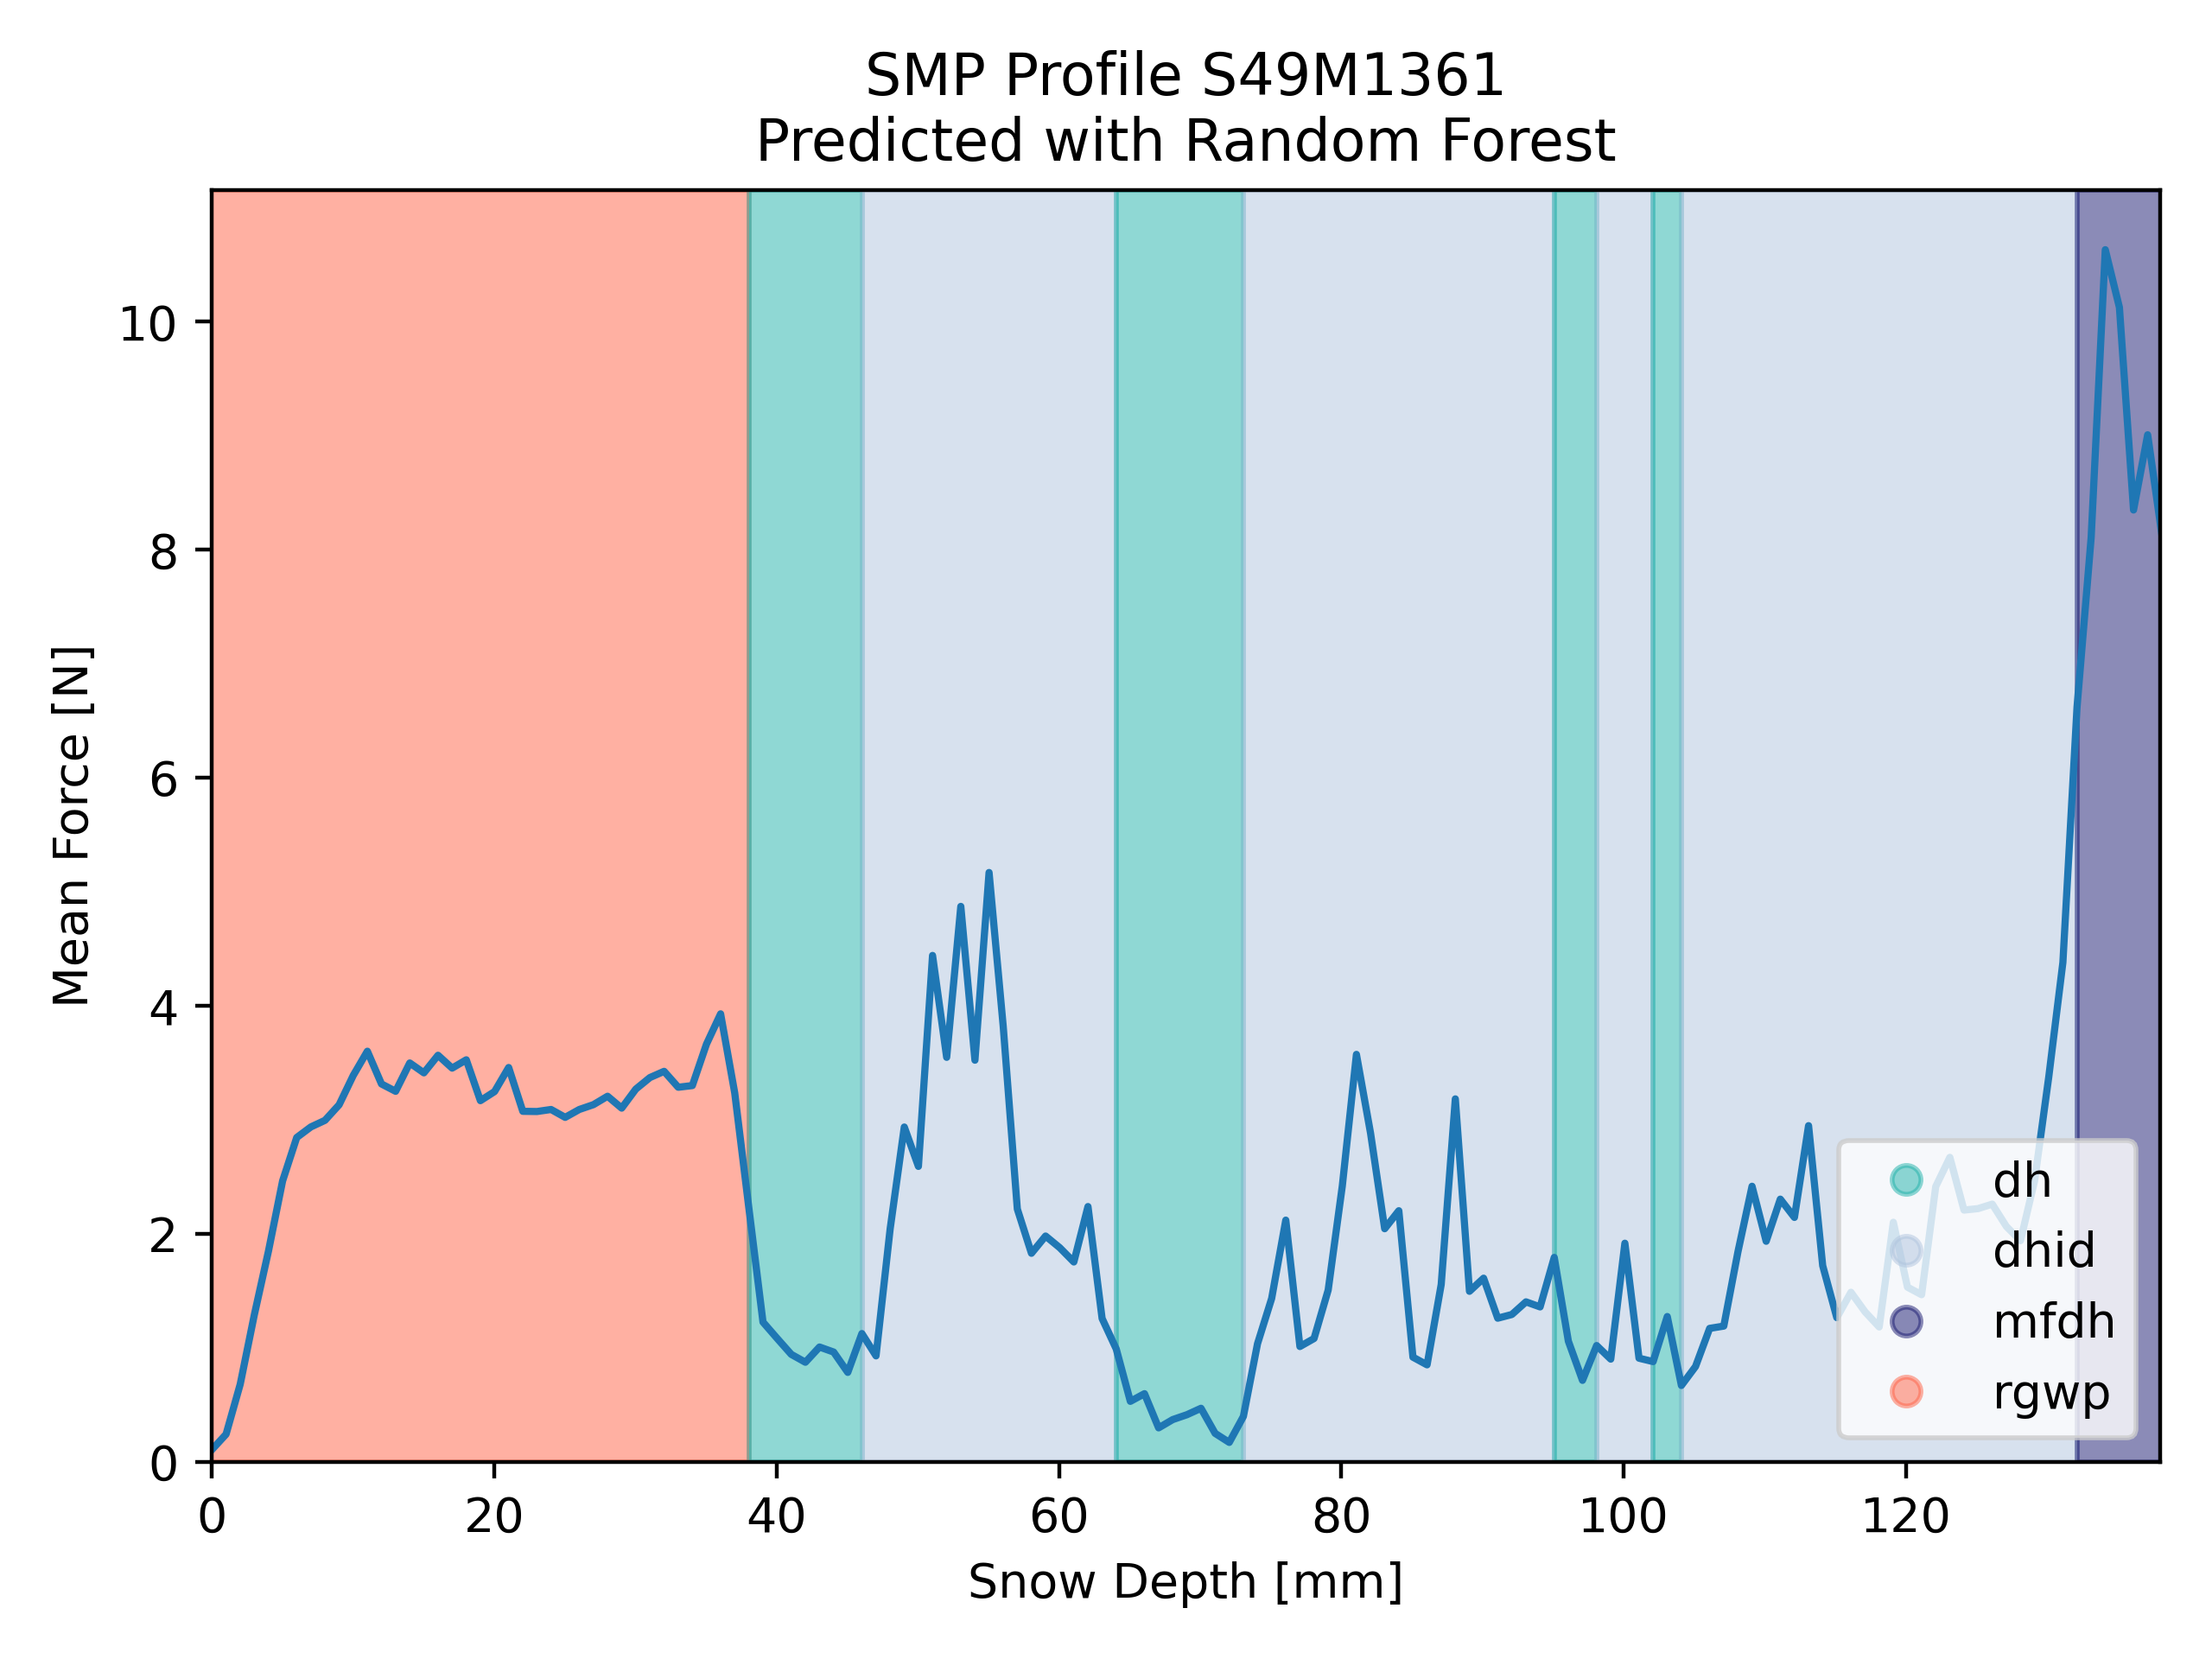 SMP Profile S49M1361
Predicted with Random Forest
Mean Force [N]
10
8
6
4
2
0
0 20 40 60 80 100 120
Snow Depth [mm]
dh
dhid
mfdh
rgwp